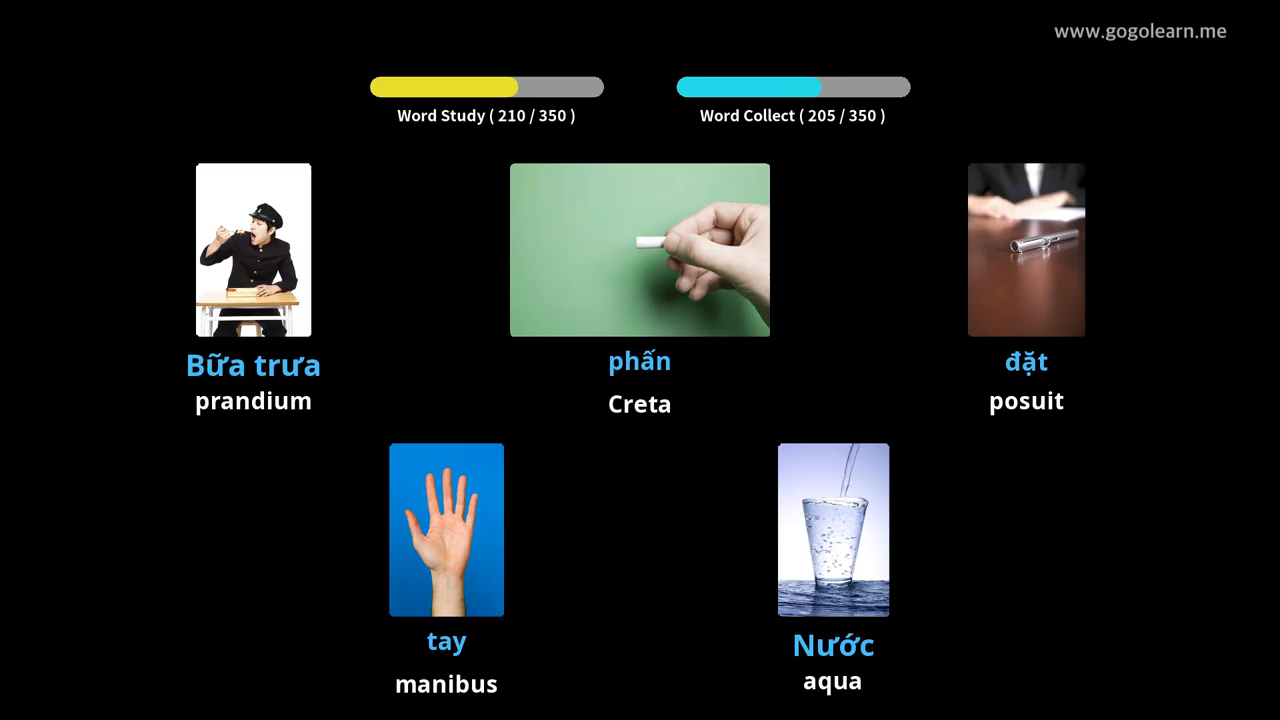 www.gogolearn.me
Word Study ( 210 / 350 )
Word Collect ( 205 / 350 )
Bữa trưa
prandium
phấn
Creta
đặt
posuit
tay
manibus
Nước
aqua